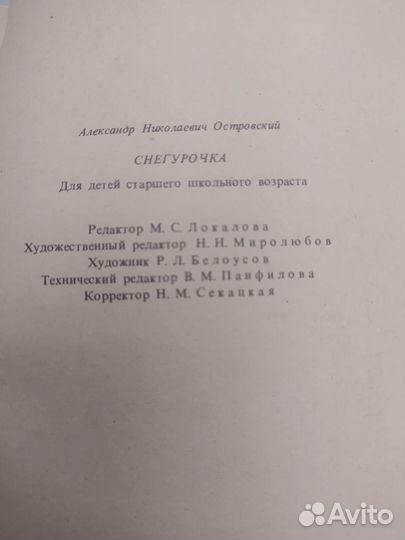 Александр Николаевич Островский
СНЕГУРОЧКА
Для детей старшего школьного возраста
Редактор М. С. Локалова
Художественный редактор Н. Н. Миролюбов
Художник Р. Л. Белоусов
Технический редактор В. М. Панфилова
Корректор Н. М. Секацкая
Avito